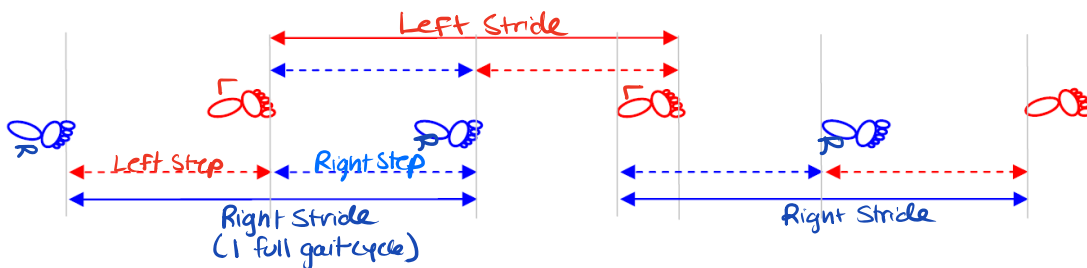 Left Stride
L
L
R
R
R
Left Step
Right Step
Right Stride
(1 full gait cycle)
Right Stride